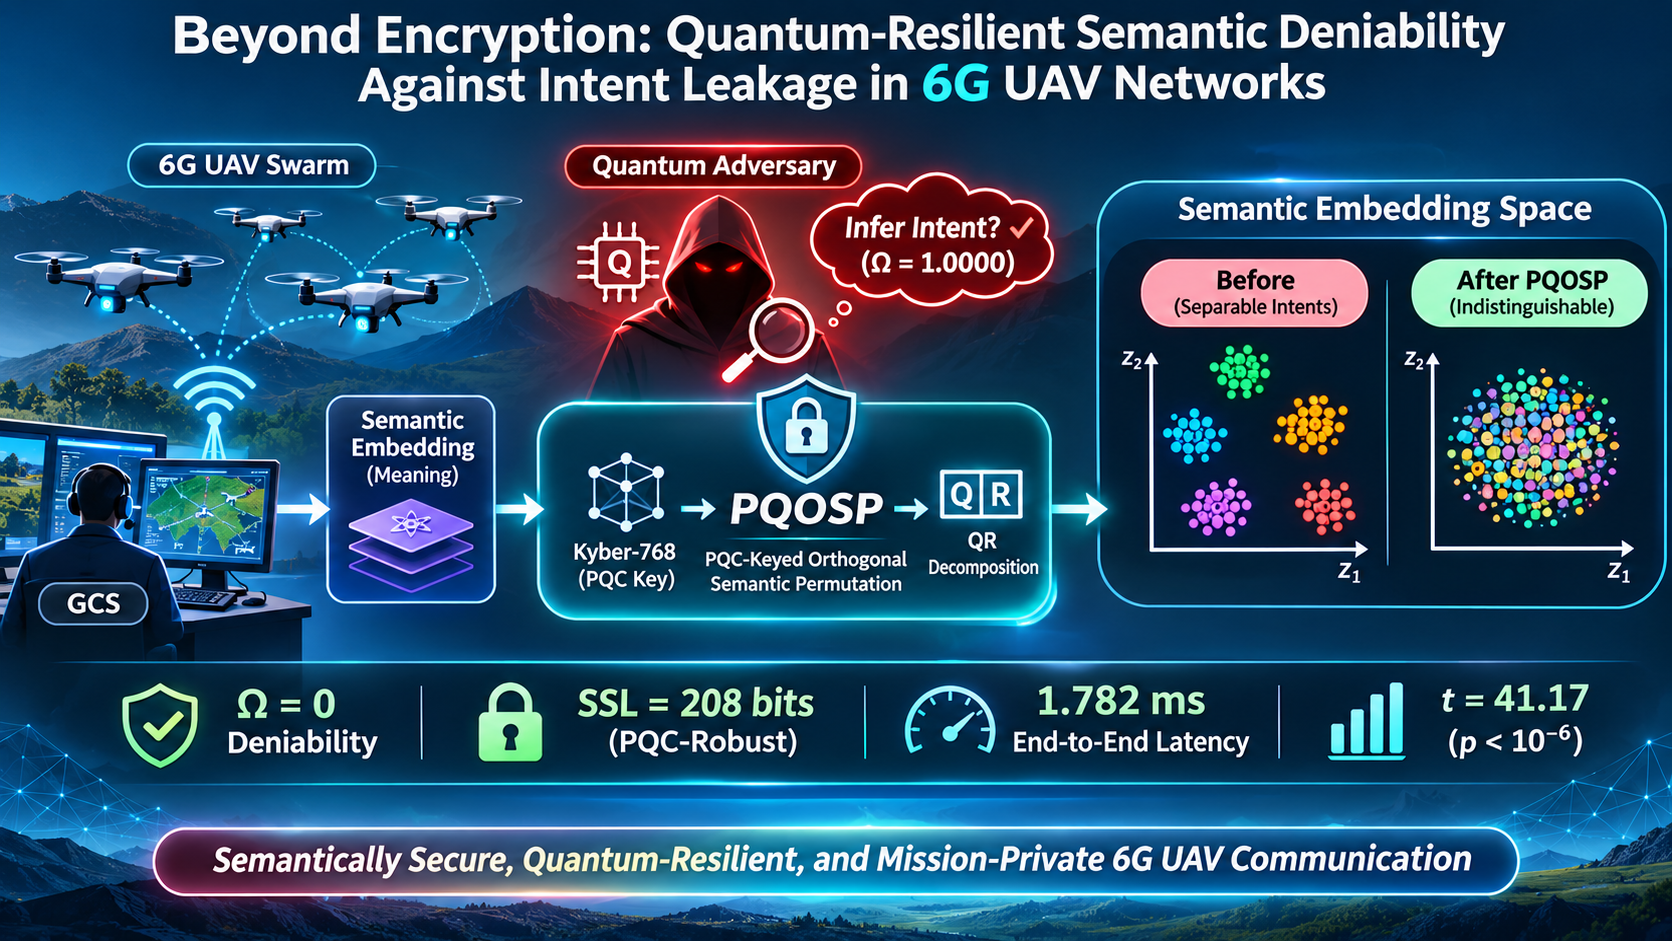 Beyond Encryption: Quantum-Resilient Semantic Deniability
Against Intent Leakage in 6G UAV Networks
6G UAV Swarm
Quantum Adversary
Q
Infer Intent? ✓
(Ω = 1.0000)
GCS
Semantic
Embedding
(Meaning)
Kyber-768
(PQC Key)
PQOSP
PQC-Keyed Orthogonal
Semantic Permutation
Q R
QR
Decomposition
Semantic Embedding Space
Before
(Separable Intents)
Z₂
Z₁
After PQOSP
(Indistinguishable)
Z₂
Z₁
Ω = 0
Deniability
SSL = 208 bits
(PQC-Robust)
1.782 ms
End-to-End Latency
t = 41.17
(p < 10⁻⁶)
Semantically Secure, Quantum-Resilient, and Mission-Private 6G UAV Communication